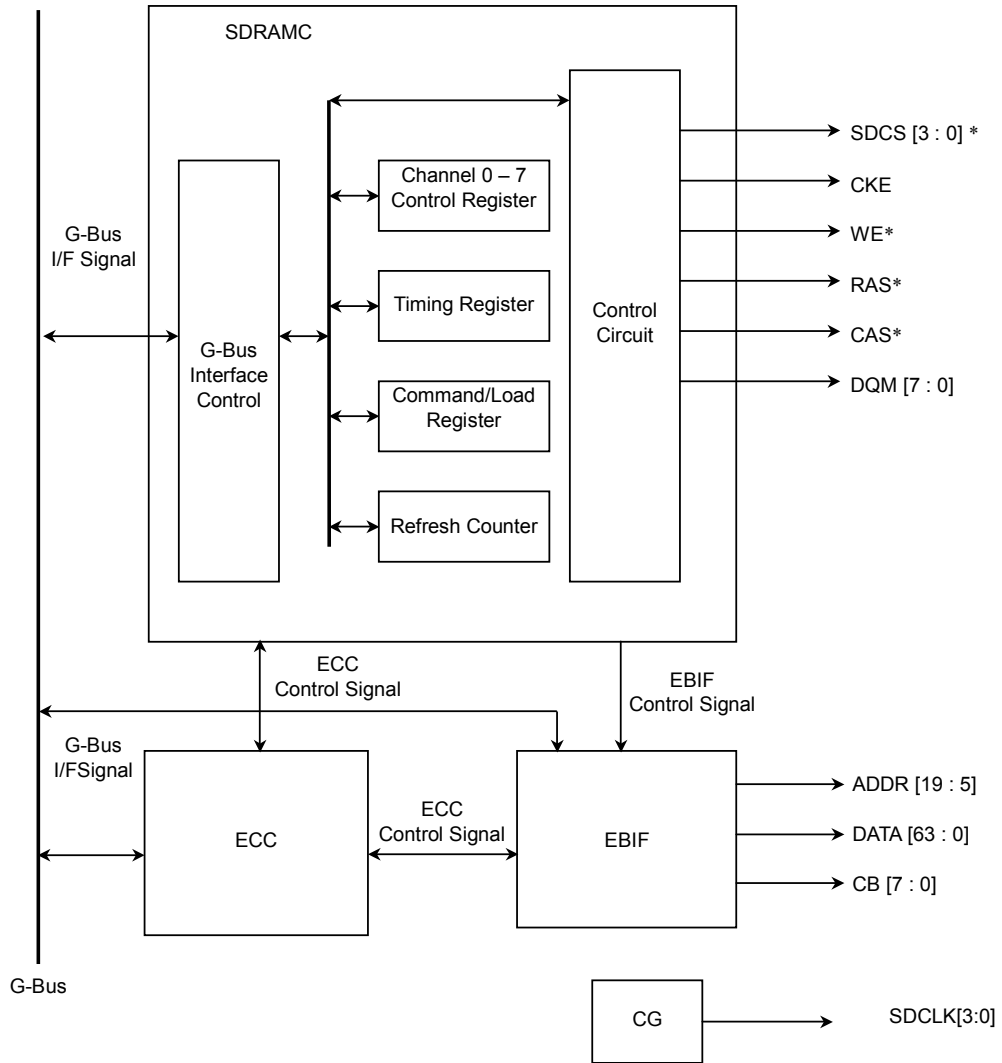 SDRAMC
G-Bus
I/F Signal
G-Bus
Interface
Control
Channel 0 – 7
Control Register
Timing Register
Command/Load
Register
Refresh Counter
Control
Circuit
SDCS [3 : 0] *
CKE
WE*
RAS*
CAS*
DQM [7 : 0]
ECC
Control Signal
EBIF
Control Signal
G-Bus
I/FSignal
ECC
ECC
Control Signal
EBIF
ADDR [19 : 5]
DATA [63 : 0]
CB [7 : 0]
G-Bus
CG
SDCLK[3:0]